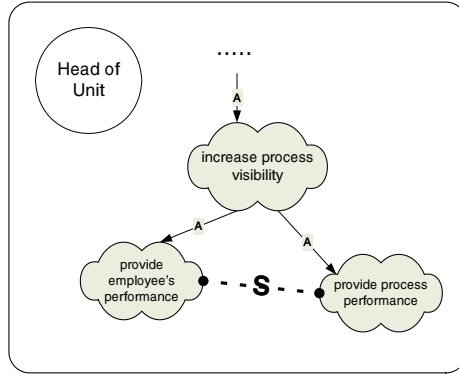 Head of
Unit
.....
A
increase process
visibility
A
A
provide
employee's
performance
S
provide process
performance